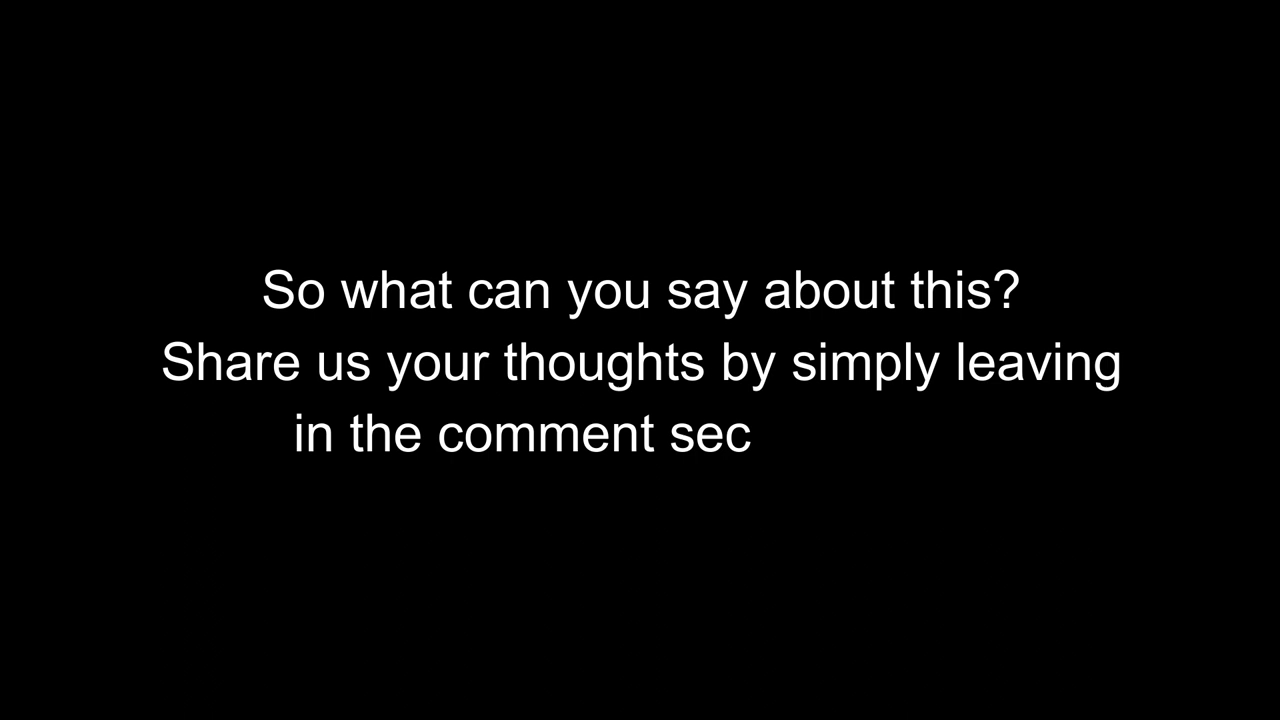 So what can you say about this?
Share us your thoughts by simply leaving
in the comment sec